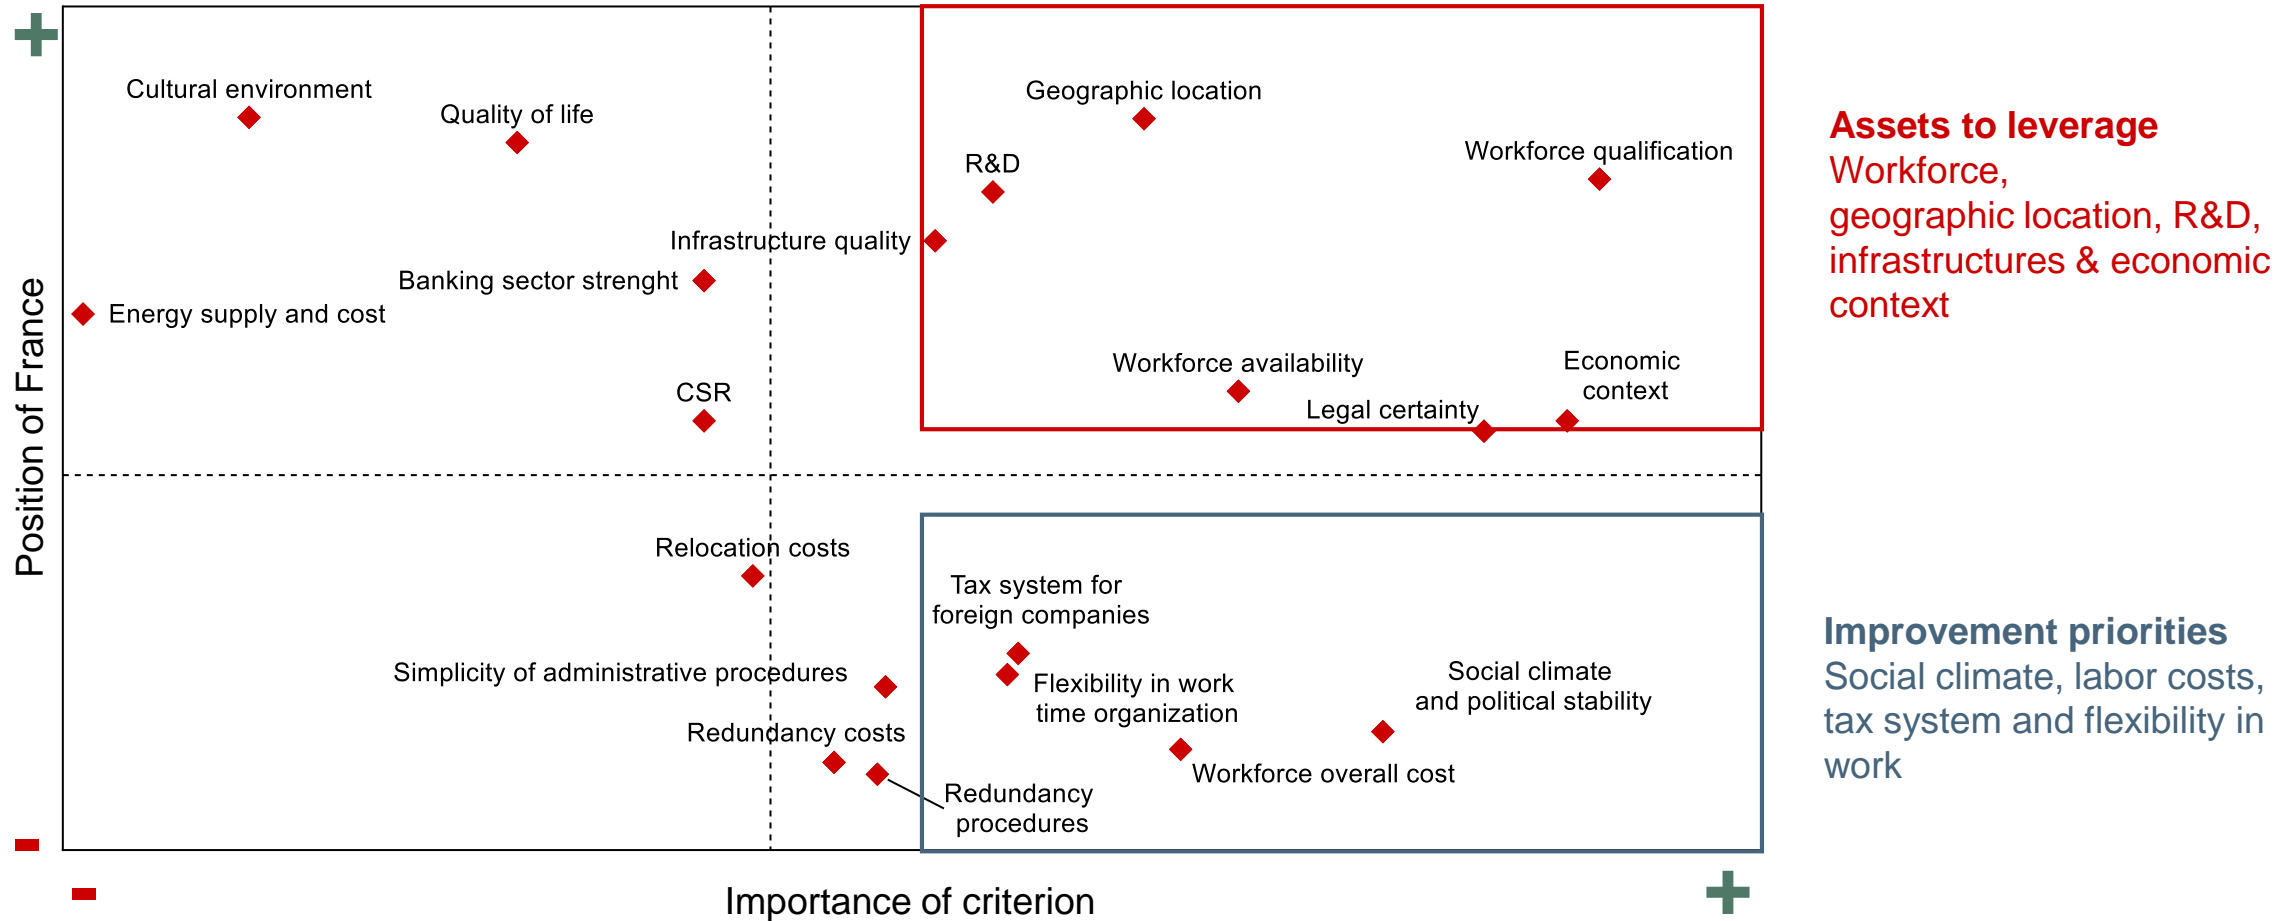 Cultural environment
Quality of life
Geographic location
R&D
Workforce qualification
Infrastructure quality
Banking sector strenght
Energy supply and cost
CSR
Workforce availability
Legal certainty
Economic
context
Relocation costs
Tax system for
foreign companies
Simplicity of administrative procedures
Flexibility in work
time organization
Social climate
and political stability
Redundancy costs
Workforce overall cost
Redundancy
procedures
Position of France
Importance of criterion
Assets to leverage
Workforce,
geographic location, R&D,
infrastructures & economic
context
Improvement priorities
Social climate, labor costs,
tax system and flexibility in
work